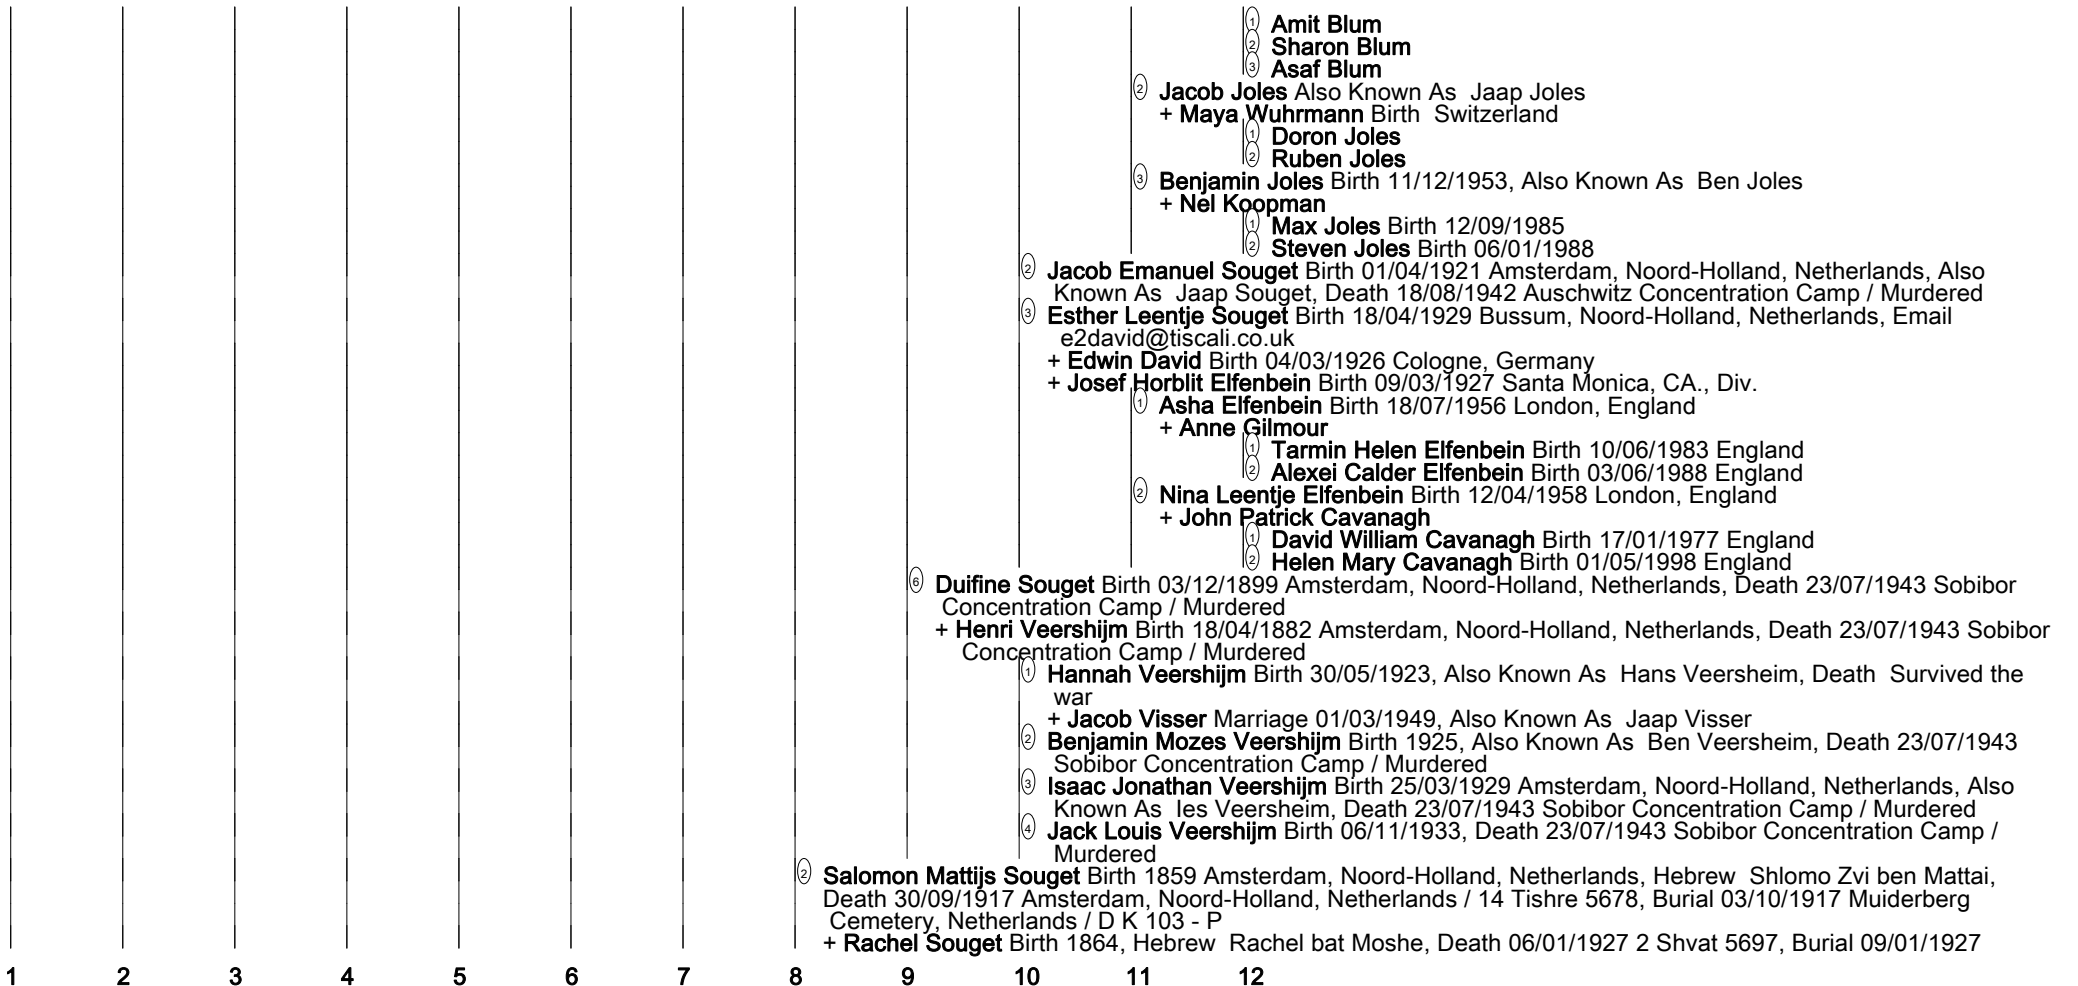 1 Amit Blum
2 Sharon Blum
3 Asaf Blum
2 Jacob Joles Also Known As Jaap Joles
+ Maya Wuhrmann Birth Switzerland
1 Doron Joles
2 Ruben Joles
3 Benjamin Joles Birth 11/12/1953, Also Known As Ben Joles
+ Nel Koopman
1 Max Joles Birth 12/09/1985
2 Steven Joles Birth 06/01/1988
2 Jacob Emanuel Souget Birth 01/04/1921 Amsterdam, Noord-Holland, Netherlands, Also
Known As Jaap Souget, Death 18/08/1942 Auschwitz Concentration Camp / Murdered
3 Esther Leentje Souget Birth 18/04/1929 Bussum, Noord-Holland, Netherlands, Email
e2david@tiscali.co.uk
+ Edwin David Birth 04/03/1926 Cologne, Germany
+ Josef Horblit Elfenbein Birth 09/03/1927 Santa Monica, CA., Div.
1 Asha Elfenbein Birth 18/07/1956 London, England
+ Anne Gilmour
1 Tarmin Helen Elfenbein Birth 10/06/1983 England
2 Alexei Calder Elfenbein Birth 03/06/1988 England
2 Nina Leentje Elfenbein Birth 12/04/1958 London, England
+ John Patrick Cavanagh
1 David William Cavanagh Birth 17/01/1977 England
2 Helen Mary Cavanagh Birth 01/05/1998 England
6 Duifine Souget Birth 03/12/1899 Amsterdam, Noord-Holland, Netherlands, Death 23/07/1943 Sobibor
Concentration Camp / Murdered
+ Henri Veershijm Birth 18/04/1882 Amsterdam, Noord-Holland, Netherlands, Death 23/07/1943 Sobibor
Concentration Camp / Murdered
1 Hannah Veershijm Birth 30/05/1923, Also Known As Hans Veersheim, Death Survived the
war
+ Jacob Visser Marriage 01/03/1949, Also Known As Jaap Visser
2 Benjamin Mozes Veershijm Birth 1925, Also Known As Ben Veersheim, Death 23/07/1943
Sobibor Concentration Camp / Murdered
3 Isaac Jonathan Veershijm Birth 25/03/1929 Amsterdam, Noord-Holland, Netherlands, Also
Known As Ies Veersheim, Death 23/07/1943 Sobibor Concentration Camp / Murdered
4 Jack Louis Veershijm Birth 06/11/1933, Death 23/07/1943 Sobibor Concentration Camp /
Murdered
2 Salomon Mattijs Souget Birth 1859 Amsterdam, Noord-Holland, Netherlands, Hebrew Shlomo Zvi ben Mattai,
Death 30/09/1917 Amsterdam, Noord-Holland, Netherlands / 14 Tishre 5678, Burial 03/10/1917 Muiderberg
Cemetery, Netherlands / D K 103 - P
+ Rachel Souget Birth 1864, Hebrew Rachel bat Moshe, Death 06/01/1927 2 Shvat 5697, Burial 09/01/1927
1 2 3 4 5 6 7 8 9 10 11 12